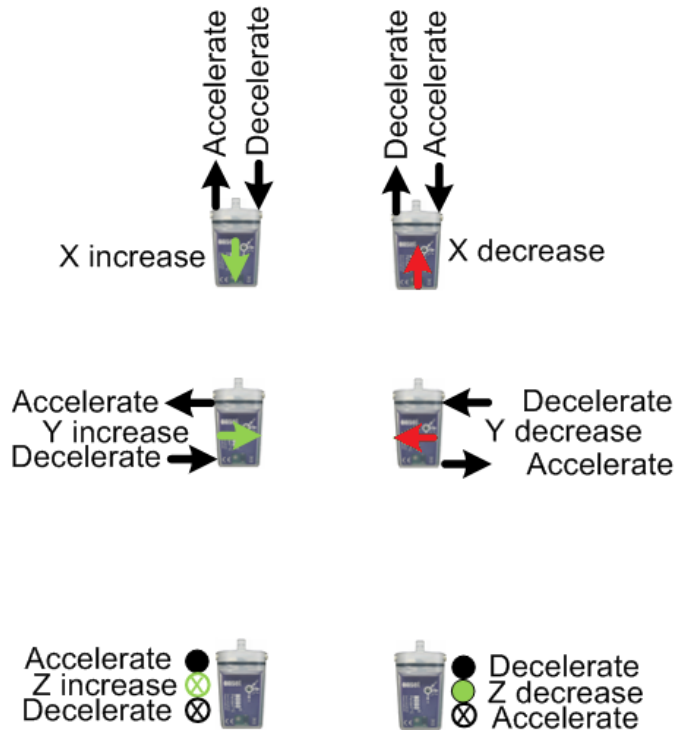 Accelerate
Decelerate
Decelerate
Accelerate
X increase
X decrease
Accelerate
Y increase
Decelerate
Decelerate
Y decrease
Accelerate
Accelerate
Z increase
Decelerate
Decelerate
Z decrease
Accelerate